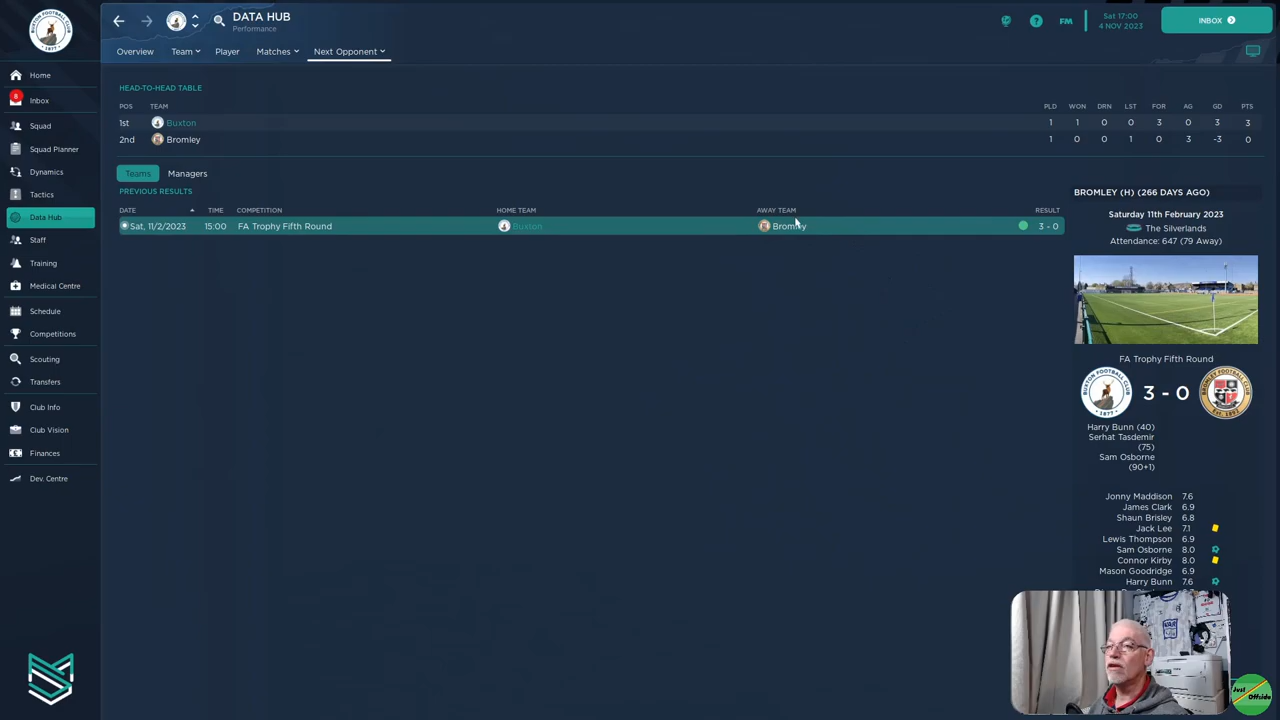 DATA HUB
Performance
FM
Sat 17:00
4 NOV 2023
INBOX
Overview
Team
Player
Matches
Next Opponent
Home
8
Inbox
Squad
Squad Planner
Dynamics
Tactics
Data Hub
Staff
Training
Medical Centre
Schedule
Competitions
Scouting
Transfers
Club Info
Club Vision
Finances
Dev. Centre
HEAD-TO-HEAD TABLE
POS TEAM PLD WON DRN LST FOR AG GD PTS
1st Buxton 1 1 0 0 3 0 3 3
2nd Bromley 1 0 0 1 0 3 -3 0
Teams Managers
PREVIOUS RESULTS
DATE TIME COMPETITION HOME TEAM AWAY TEAM RESULT
Sat, 11/2/2023 15:00 FA Trophy Fifth Round Buxton Bromley 3 - 0
BROMLEY (H) (266 DAYS AGO)
Saturday 11th February 2023
The Silverlands
Attendance: 647 (79 Away)
FA Trophy Fifth Round
3 - 0
Harry Bunn (40)
Serhat Tasdemir
(75)
Sam Osborne
(90+1)
Jonny Maddison 7.6
James Clark 6.9
Shaun Brisley 6.8
Jack Lee 7.1
Lewis Thompson 6.9
Sam Osborne 8.0
Connor Kirby 8.0
Mason Goodridge 6.9
Harry Bunn 7.6
VAR
Just
Offside